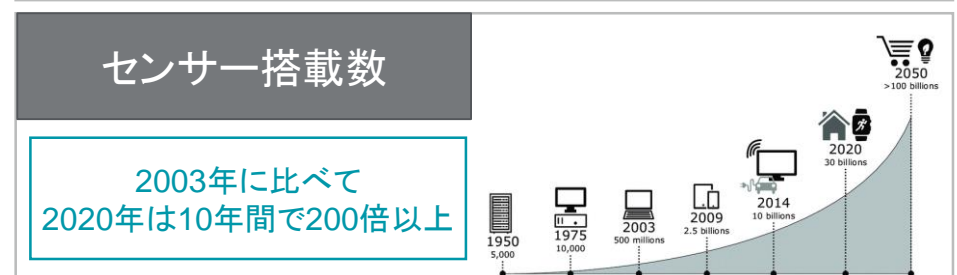 センサー搭載数
2003年に比べて
2020年は10年間で200倍以上
1950
5,000
1975
10,000
2003
500 millions
2009
2.5 billions
2014
10 billions
2020
30 billions
2050
>100 billions